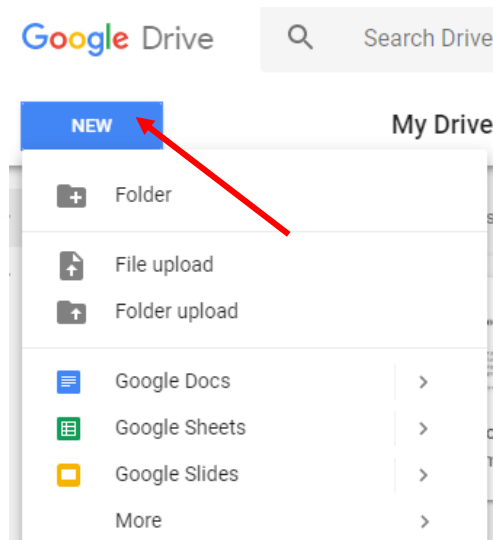 Google Drive
Search Drive
NEW
My Drive
Folder
File upload
Folder upload
Google Docs
Google Sheets
Google Slides
More